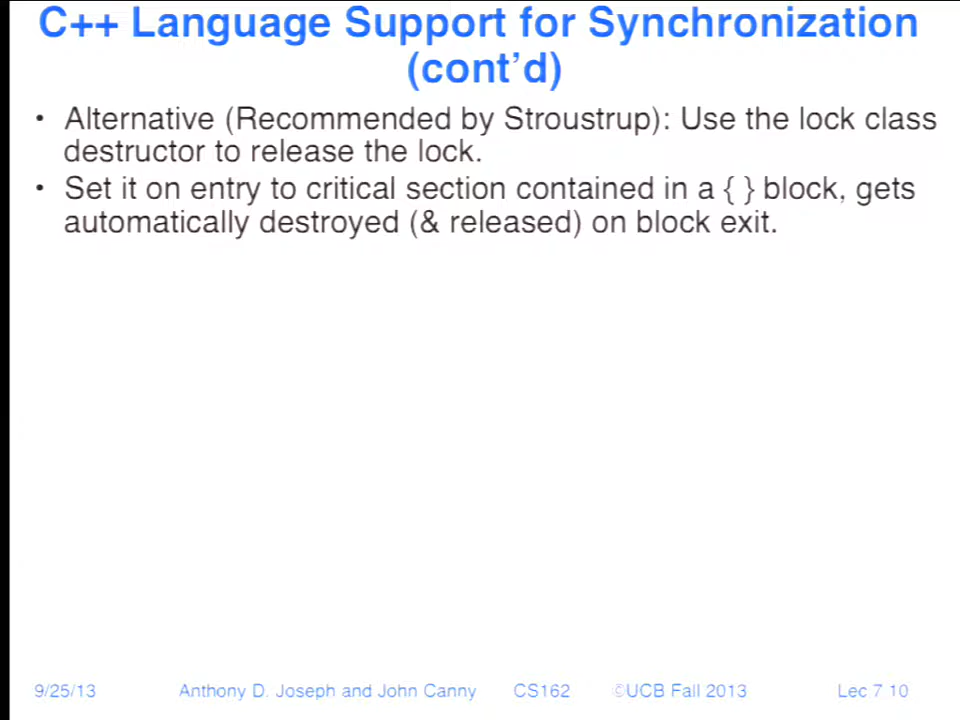 C++ Language Support for Synchronization
(cont'd)
• Alternative (Recommended by Stroustrup): Use the lock class
destructor to release the lock.
• Set it on entry to critical section contained in a { } block, gets
automatically destroyed (& released) on block exit.
9/25/13 Anthony D. Joseph and John Canny CS162 ©UCB Fall 2013 Lec 7 10